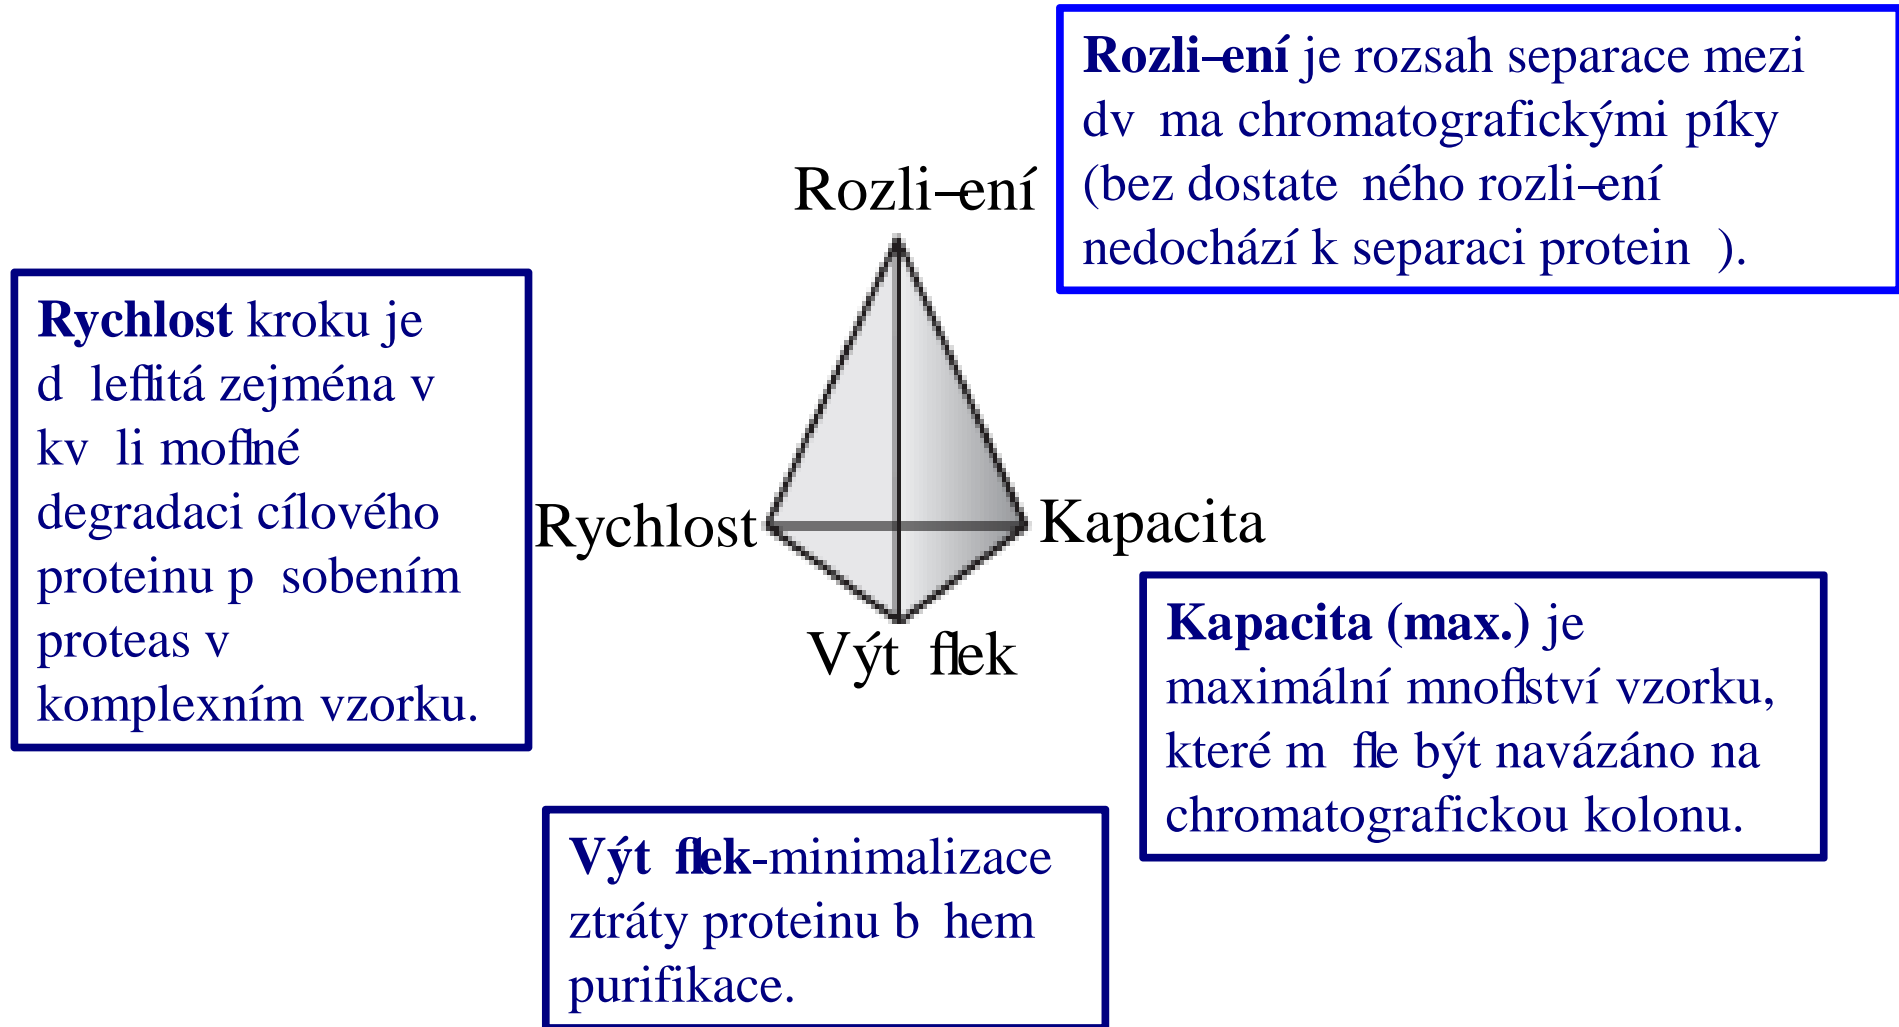 Rozli–ení je rozsah separace mezi
dv ma chromatografickými píky
(bez dostate ného rozli–ení
nedochází k separaci protein ).
Rozli–ení
Rychlost kroku je
d leflitá zejména v
kv li moflné
degradaci cílového
proteinu p sobením
proteas v
komplexním vzorku.
Rychlost
Kapacita
Výt flek
Kapacita (max.) je
maximální mnoflství vzorku,
které m fle být navázáno na
chromatografickou kolonu.
Výt flek-minimalizace
ztráty proteinu b hem
purifikace.